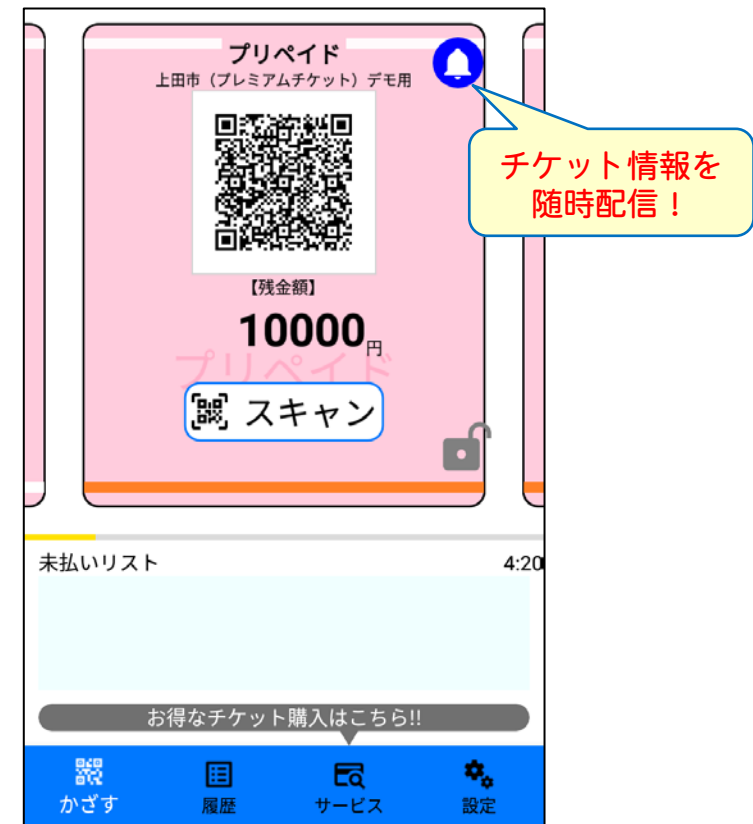 プリペイド
上田市（プレミアムチケット）デモ用
チケット情報を
随時配信！
【残金額】
10000円
プリペイド
スキャン
未払いリスト
4:20
お得なチケット購入はこちら!!
かざす
履歴
サービス
設定